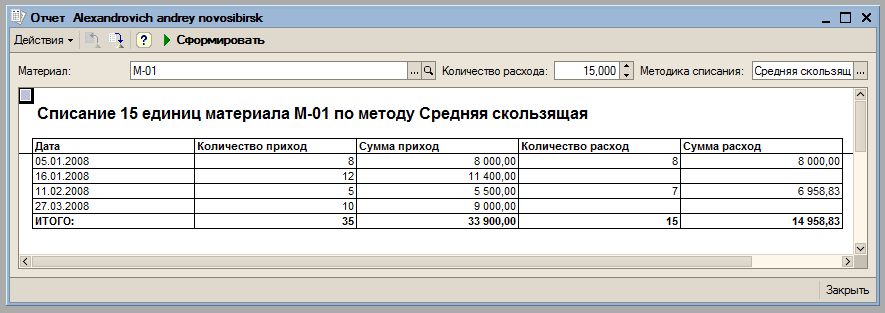 Отчет Alexandrovich andrey novosibirsk
Действия Сформировать
Материал: М-01 ... Количество расхода: 15,000 Методика списания: Средняя скользящ ...
Списание 15 единиц материала М-01 по методу Средняя скользящая
Дата Количество приход Сумма приход Количество расход Сумма расход
05.01.2008 8 8 000,00 8 8 000,00
16.01.2008 12 11 400,00
11.02.2008 5 5 500,00 7 6 958,83
27.03.2008 10 9 000,00
ИТОГО: 35 33 900,00 15 14 958,83
Закрыть